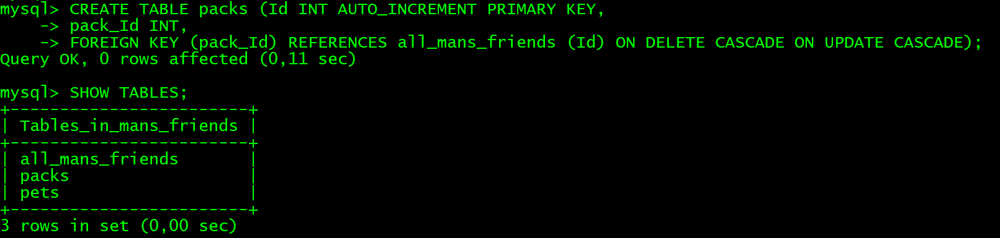 mysql> CREATE TABLE packs (Id INT AUTO_INCREMENT PRIMARY KEY,
    -> pack_Id INT,
    -> FOREIGN KEY (pack_Id) REFERENCES all_mans_friends (Id) ON DELETE CASCADE ON UPDATE CASCADE);
Query OK, 0 rows affected (0,11 sec)

mysql> SHOW TABLES;
+------------------------+
| Tables_in_mans_friends |
+------------------------+
| all_mans_friends       |
| packs                  |
| pets                   |
+------------------------+
3 rows in set (0,00 sec)